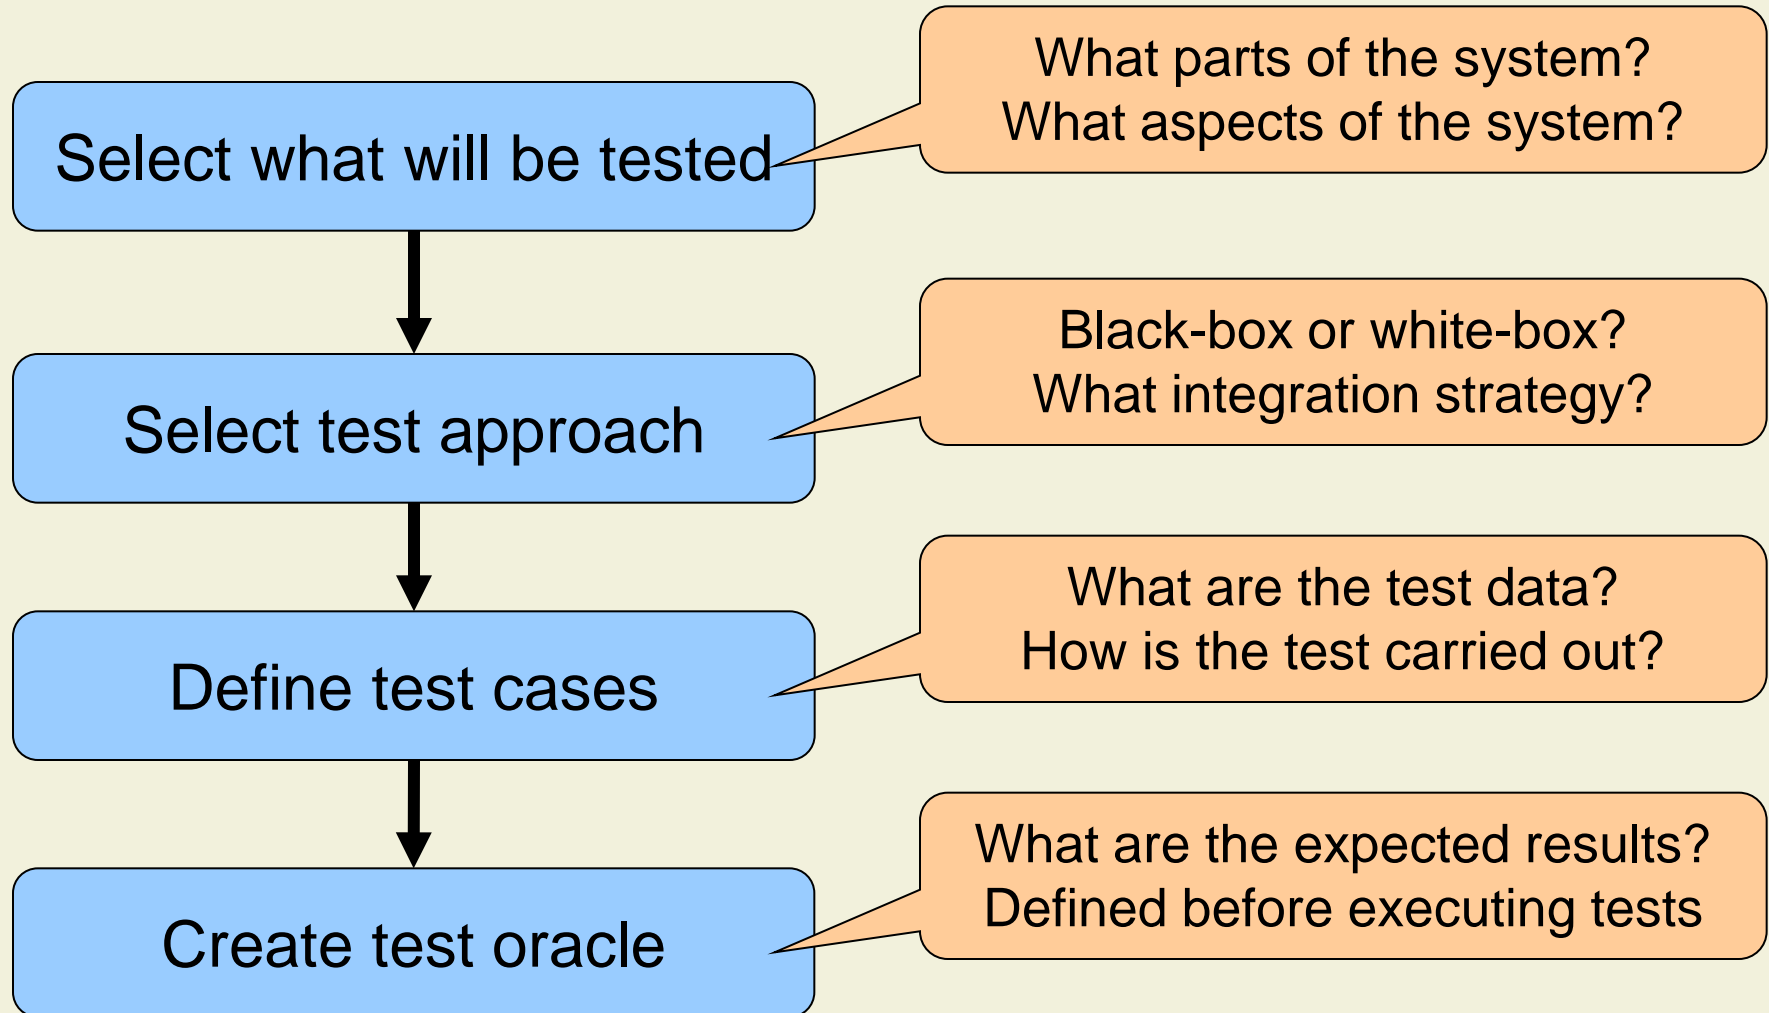 Select what will be tested
What parts of the system?
What aspects of the system?
Select test approach
Black-box or white-box?
What integration strategy?
Define test cases
What are the test data?
How is the test carried out?
Create test oracle
What are the expected results?
Defined before executing tests